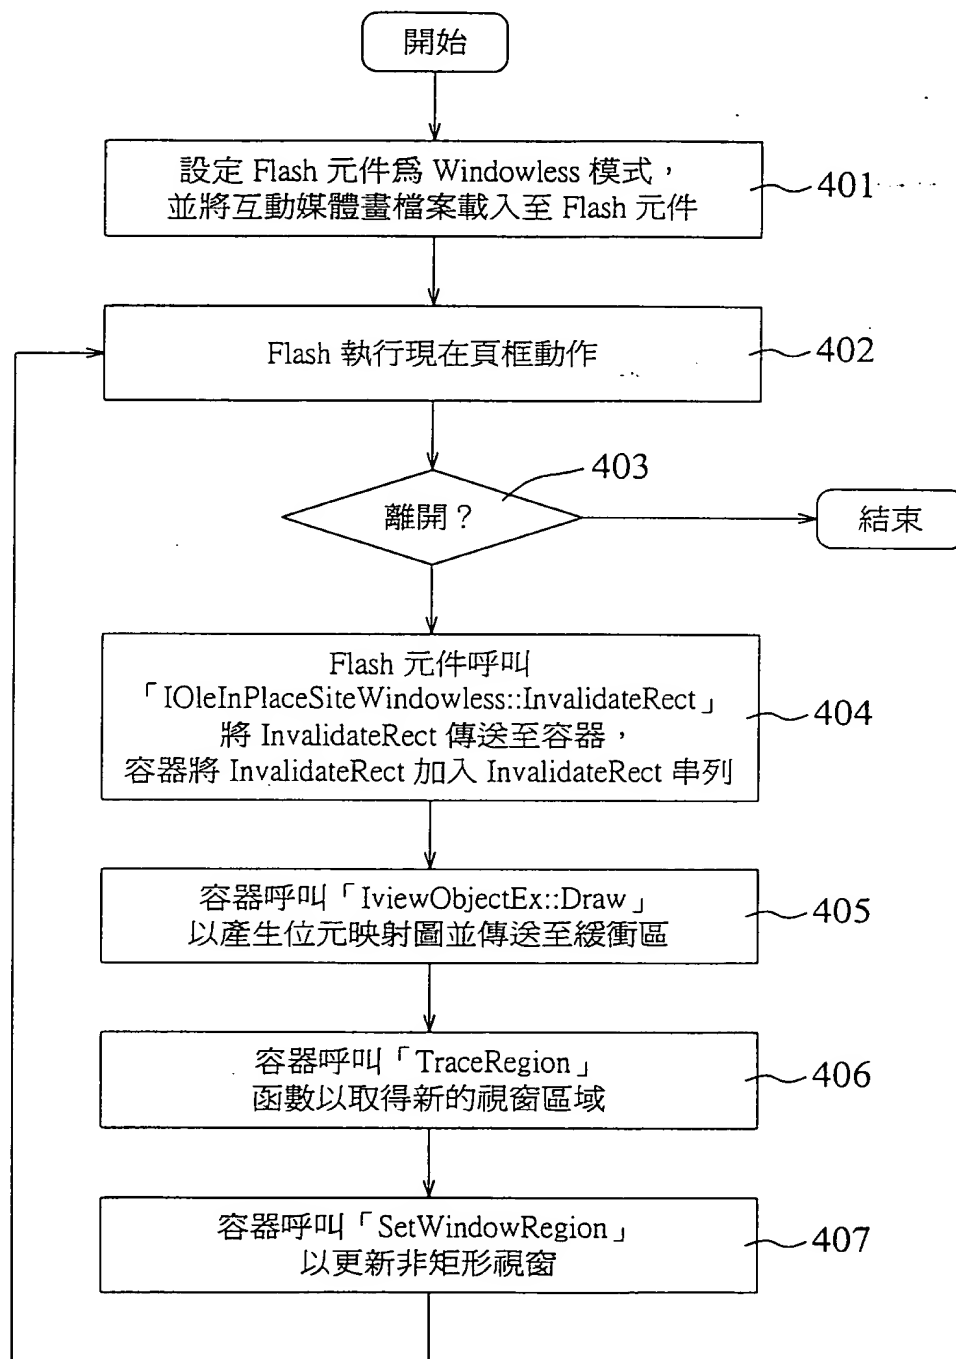 開始
設定 Flash 元件為 Windowless 模式，
並將互動媒體畫檔案載入至 Flash 元件
401
Flash 執行現在頁框動作
402
403
離開？
結束
Flash 元件呼叫
「IOleInPlaceSiteWindowless::InvalidateRect」
將 InvalidateRect 傳送至容器，
容器將 InvalidateRect 加入 InvalidateRect 串列
404
容器呼叫「IviewObjectEx::Draw」
以產生位元映射圖並傳送至緩衝區
405
容器呼叫「TraceRegion」
函數以取得新的視窗區域
406
容器呼叫「SetWindowRegion」
以更新非矩形視窗
407